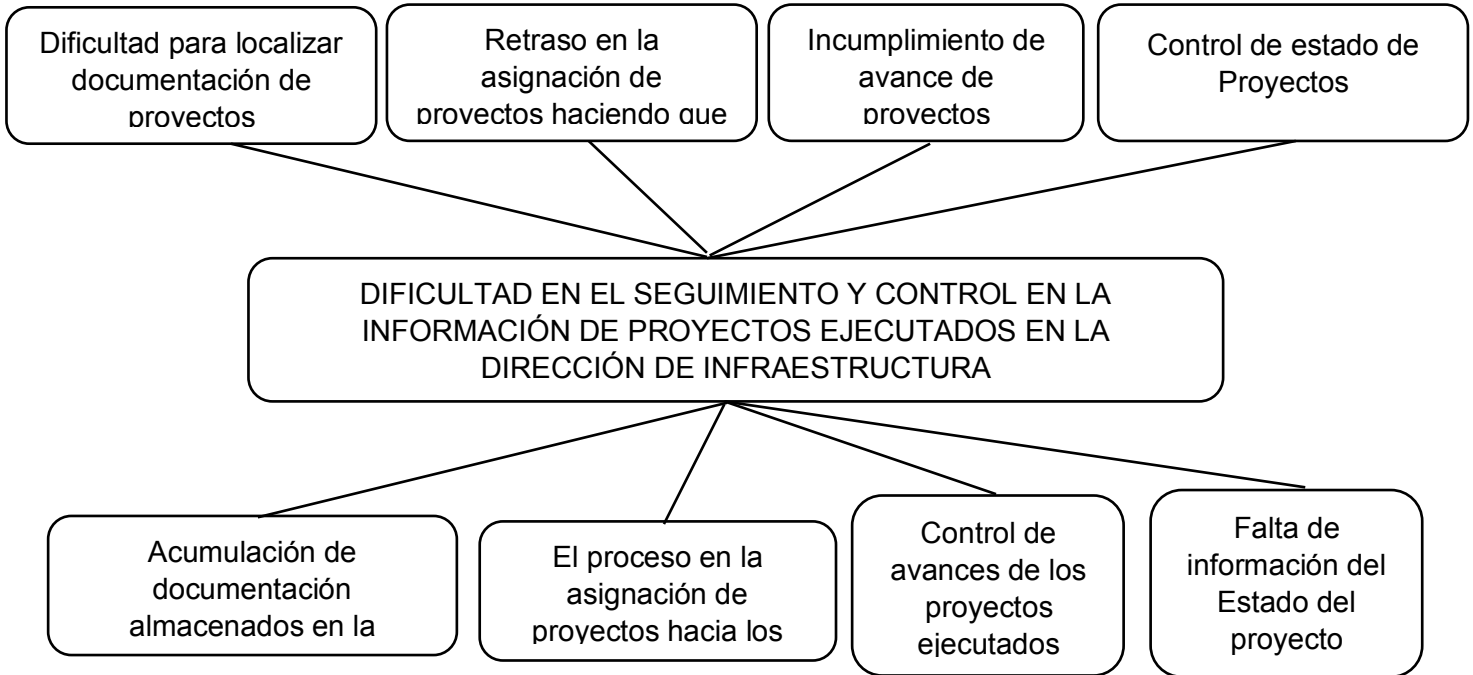 Dificultad para localizar
documentación de
proyectos
Retraso en la
asignación de
proyectos haciendo que
Incumplimiento de
avance de
proyectos
Control de estado de
Proyectos
DIFICULTAD EN EL SEGUIMIENTO Y CONTROL EN LA
INFORMACIÓN DE PROYECTOS EJECUTADOS EN LA
DIRECCIÓN DE INFRAESTRUCTURA
Acumulación de
documentación
almacenados en la
El proceso en la
asignación de
proyectos hacia los
Control de
avances de los
proyectos
ejecutados
Falta de
información del
Estado del
proyecto